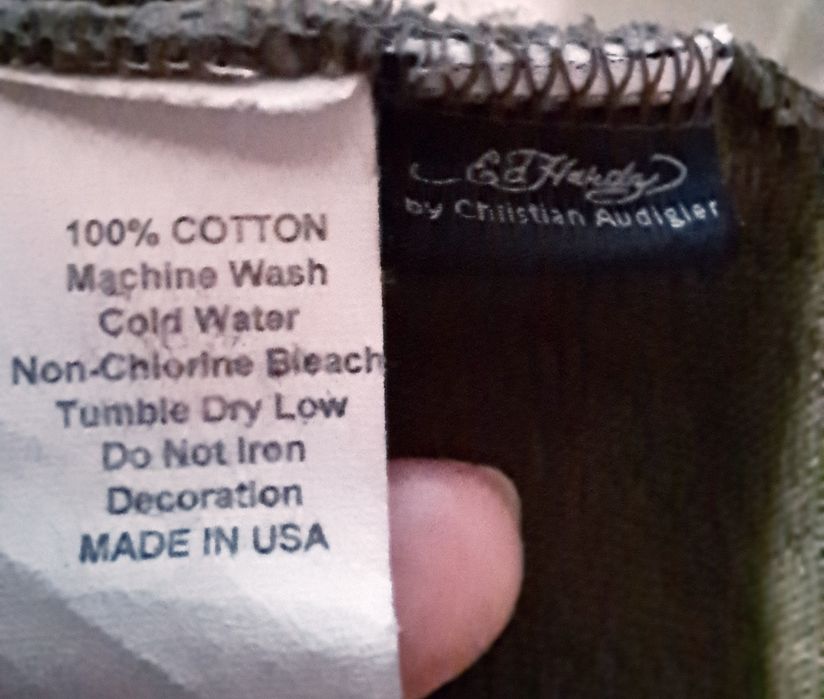 100% COTTON
Machine Wash
Cold Water
Non-Chlorine Bleach
Tumble Dry Low
Do Not Iron
Decoration
MADE IN USA
Ed Hardy
by Christian Audigier